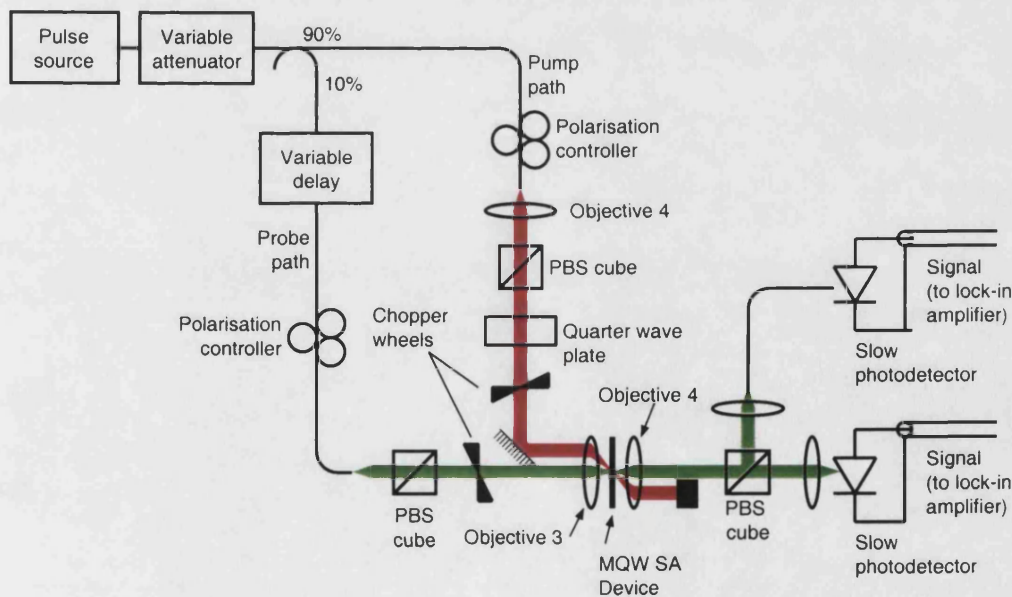 Pulse
source
Variable
attenuator
90%
10%
Pump
path
Polarisation
controller
Variable
delay
Objective 4
Probe
path
PBS cube
Signal
(to lock-in
amplifier)
Chopper
wheels
Polarisation
controller
Quarter wave
plate
Slow
photodetector
Objective 4
Signal
(to lock-in
amplifier)
PBS
cube
Objective 3
PBS
cube
MQW SA
Device
Slow
photodetector